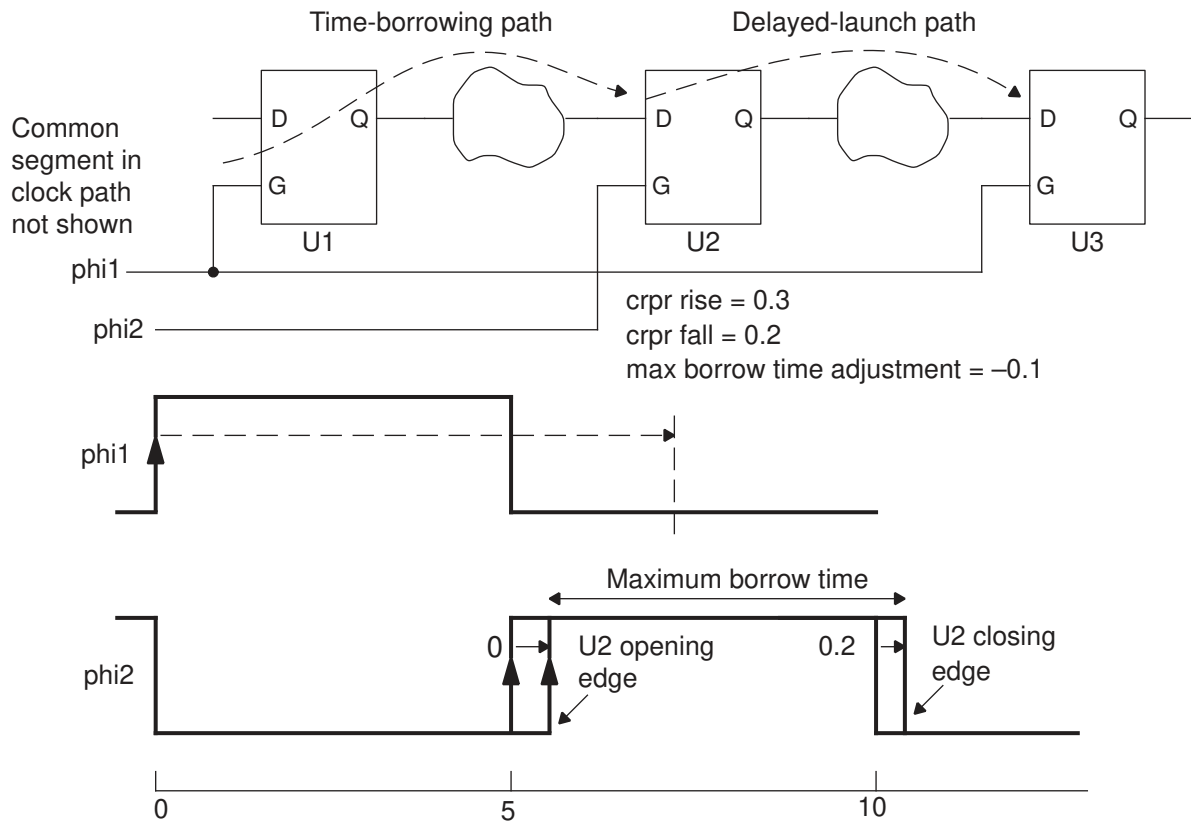 Time-borrowing path
Delayed-launch path
Common
segment in
clock path
not shown
D
Q
G
U1
D
Q
G
U2
D
Q
G
U3
phi1
phi2
crpr rise = 0.3
crpr fall = 0.2
max borrow time adjustment = –0.1
phi1
Maximum borrow time
phi2
0
U2 opening
edge
0.2
U2 closing
edge
0
5
10